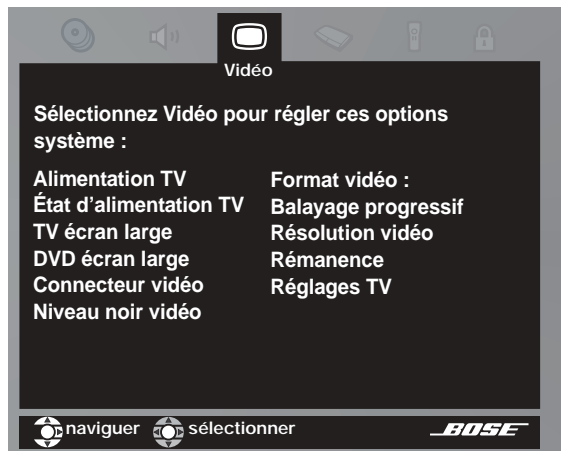 Vidéo
Sélectionnez Vidéo pour régler ces options
système :
Alimentation TV
État d'alimentation TV
TV écran large
DVD écran large
Connecteur vidéo
Niveau noir vidéo
Format vidéo :
Balayage progressif
Résolution vidéo
Rémanence
Réglages TV
naviguer sélectionner BOSE